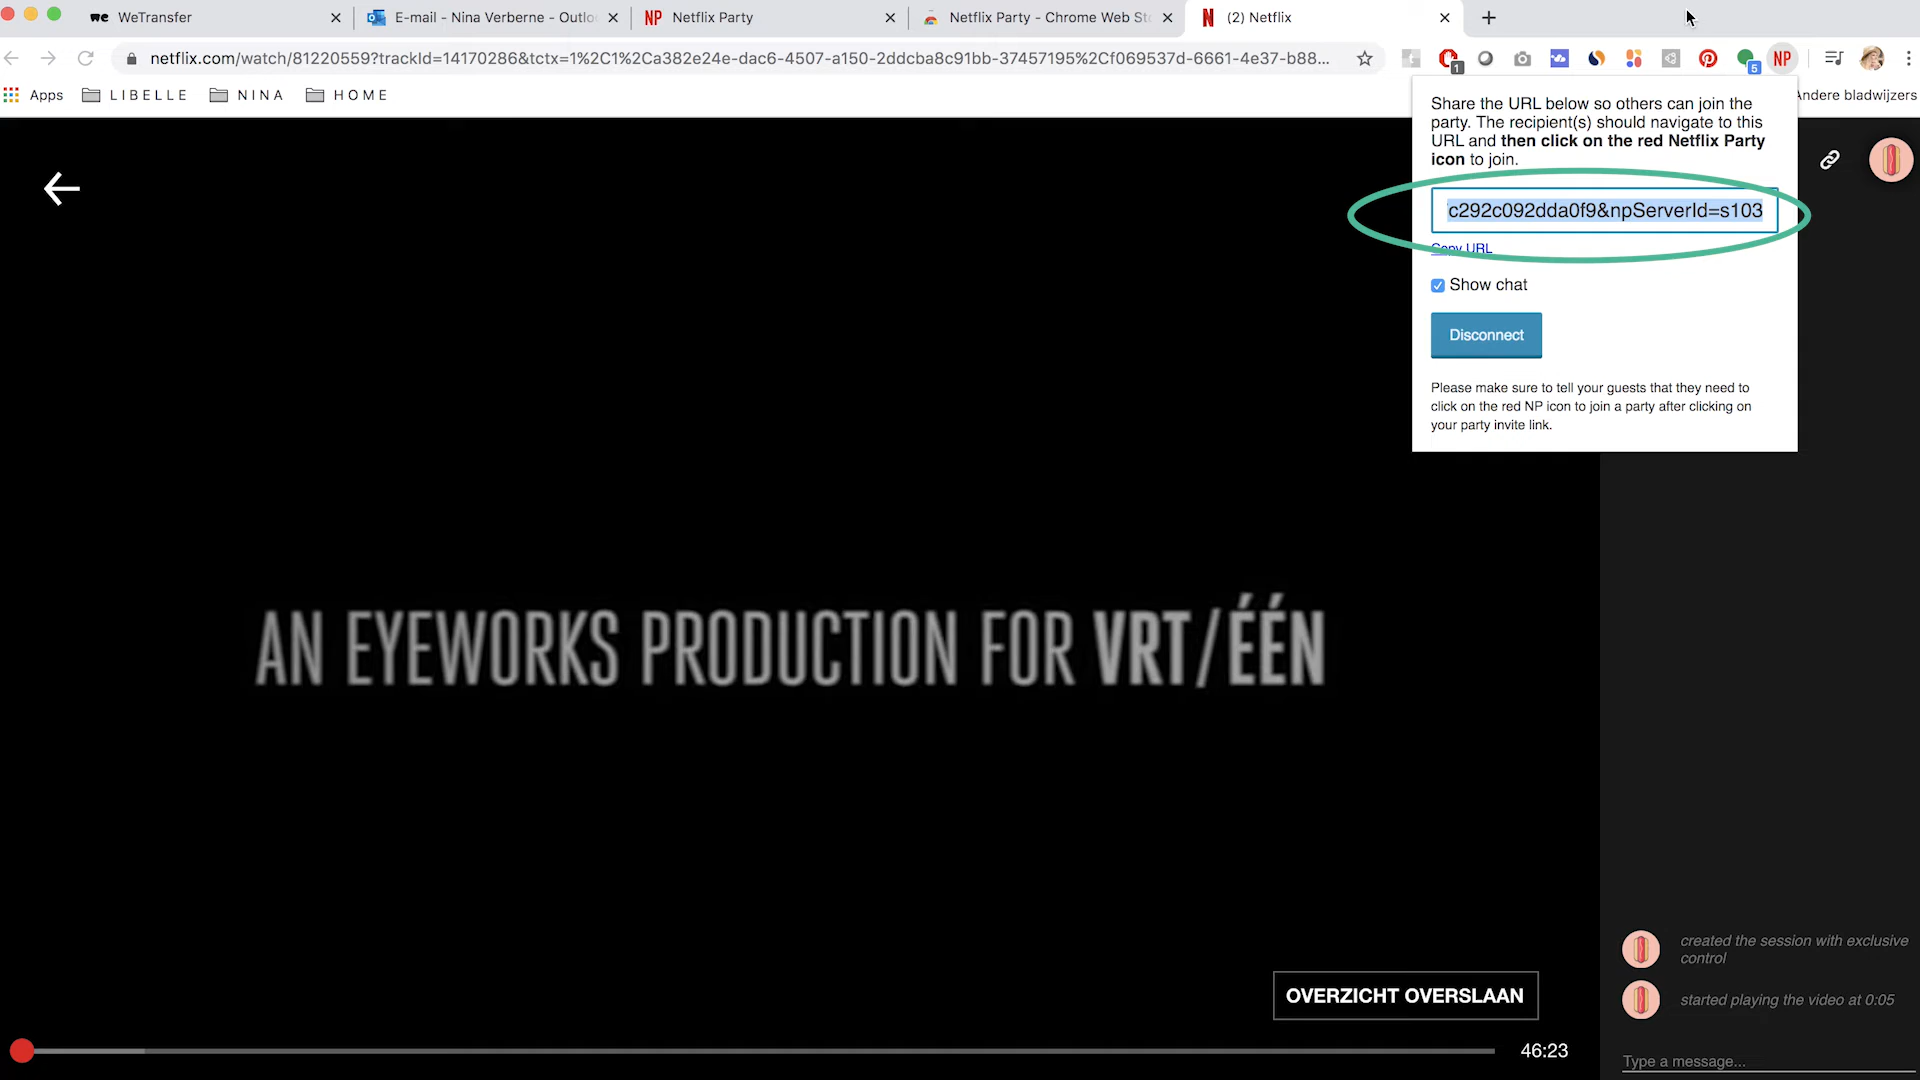 WeTransfer
E-mail - Nina Verberne - Outlo
NP Netflix Party
Netflix Party - Chrome Web Sto
(2) Netflix
netflix.com/watch/81220559?trackId=14170286&tctx=1%2C1%2Ca382e24e-dac6-4507-a150-2ddcba8c91bb-37457195%2Cf069537d-6661-4e37-b88...
1
5
NP
Apps
LIBELLE
NINA
HOME
Andere bladwijzers
Share the URL below so others can join the
party. The recipient(s) should navigate to this
URL and then click on the red Netflix Party
icon to join.
c292c092dda0f9&npServerId=s103
Copy URL
Show chat
Disconnect
Please make sure to tell your guests that they need to
click on the red NP icon to join a party after clicking on
your party invite link.
AN EYEWORKS PRODUCTION FOR VRT/ÉÉN
created the session with exclusive
control
OVERZICHT OVERSLAAN
started playing the video at 0:05
46:23
Type a message...